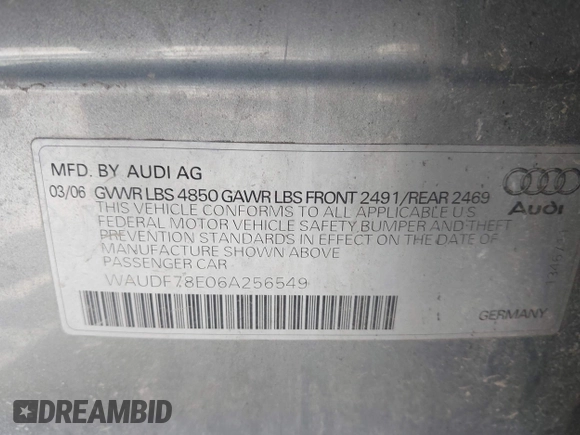 MFD. BY AUDI AG
03/06 GVWR LBS 4850 GAWR LBS FRONT 2491/REAR 2469
THIS VEHICLE CONFORMS TO ALL APPLICABLE U.S.
FEDERAL MOTOR VEHICLE SAFETY BUMPER AND THEFT
PREVENTION STANDARDS IN EFFECT ON THE DATE OF
MANUFACTURE SHOWN ABOVE
PASSENGER CAR
WAUDF78E06A256549
Audi
GERMANY
DREAMBID